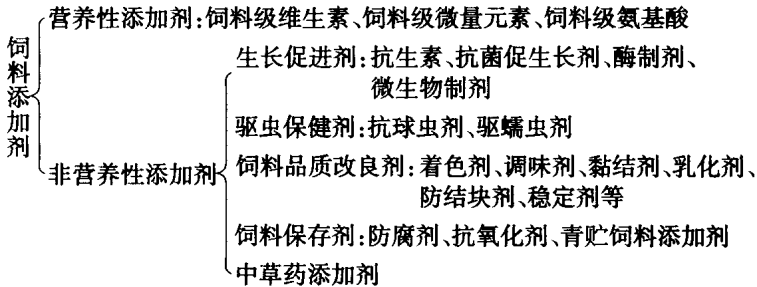 饲料添加剂
营养性添加剂:饲料级维生素、饲料级微量元素、饲料级氨基酸
非营养性添加剂
生长促进剂:抗生素、抗菌促生长剂、酶制剂、
微生物制剂
驱虫保健剂:抗球虫剂、驱蠕虫剂
饲料品质改良剂:着色剂、调味剂、黏结剂、乳化剂、
防结块剂、稳定剂等
饲料保存剂:防腐剂、抗氧化剂、青贮饲料添加剂
中草药添加剂